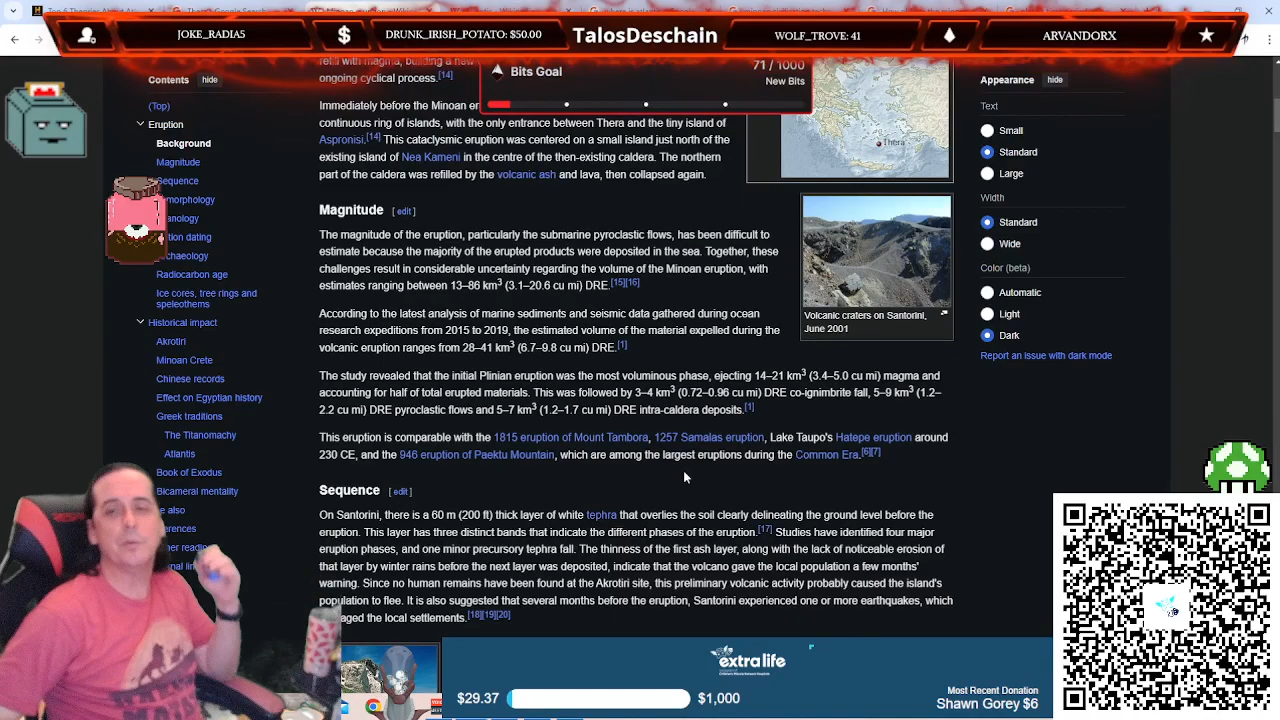 JOKE_RADIA5
$
DRUNK_IRISH_POTATO: $50.00
TalosDeschain
WOLF_TROVE: 41
ARVANDORX
Bits Goal
71 / 1000
New Bits
Contents hide
(Top)
Eruption
Background
Magnitude
Sequence
Radiocarbon age
Ice cores, tree rings and
speleothems
Historical impact
Akrotiri
Minoan Crete
Chinese records
Effect on Egyptian history
Greek traditions
The Titanomachy
Atlantis
Book of Exodus
Bicameral mentality
refill with magma, building a new
ongoing cyclical process.[14]
Immediately before the Minoan
continuous ring of islands, with the only entrance between Thera and the tiny island of
Aspronisi.[14] This cataclysmic eruption was centered on a small island just north of the
existing island of Nea Kameni in the centre of the then-existing caldera. The northern
part of the caldera was refilled by the volcanic ash and lava, then collapsed again.
Thera
Magnitude [ edit ]
The magnitude of the eruption, particularly the submarine pyroclastic flows, has been difficult to
estimate because the majority of the erupted products were deposited in the sea. Together, these
challenges result in considerable uncertainty regarding the volume of the Minoan eruption, with
estimates ranging between 13–86 km³ (3.1–20.6 cu mi) DRE.[15][16]
According to the latest analysis of marine sediments and seismic data gathered during ocean
research expeditions from 2015 to 2019, the estimated volume of the material expelled during the
volcanic eruption ranges from 28–41 km³ (6.7–9.8 cu mi) DRE.[1]
Volcanic craters on Santorini,
June 2001
The study revealed that the initial Plinian eruption was the most voluminous phase, ejecting 14–21 km³ (3.4–5.0 cu mi) magma and
accounting for half of total erupted materials. This was followed by 3–4 km³ (0.72–0.96 cu mi) DRE co-ignimbrite fall, 5–9 km³ (1.2–
2.2 cu mi) DRE pyroclastic flows and 5–7 km³ (1.2–1.7 cu mi) DRE intra-caldera deposits.[1]
This eruption is comparable with the 1815 eruption of Mount Tambora, 1257 Samalas eruption, Lake Taupo's Hatepe eruption around
230 CE, and the 946 eruption of Paektu Mountain, which are among the largest eruptions during the Common Era.[6][7]
Sequence [ edit ]
On Santorini, there is a 60 m (200 ft) thick layer of white tephra that overlies the soil clearly delineating the ground level before the
eruption. This layer has three distinct bands that indicate the different phases of the eruption.[17] Studies have identified four major
eruption phases, and one minor precursory tephra fall. The thinness of the first ash layer, along with the lack of noticeable erosion of
that layer by winter rains before the next layer was deposited, indicate that the volcano gave the local population a few months'
warning. Since no human remains have been found at the Akrotiri site, this preliminary volcanic activity probably caused the island's
population to flee. It is also suggested that several months before the eruption, Santorini experienced one or more earthquakes, which
the local settlements.[18][19][20]
Appearance hide
Text
Small
Standard
Large
Width
Standard
Wide
Color (beta)
Automatic
Light
Dark
Report an issue with dark mode
extralife
$29.37
$1,000
Most Recent Donation
Shawn Gorey $6